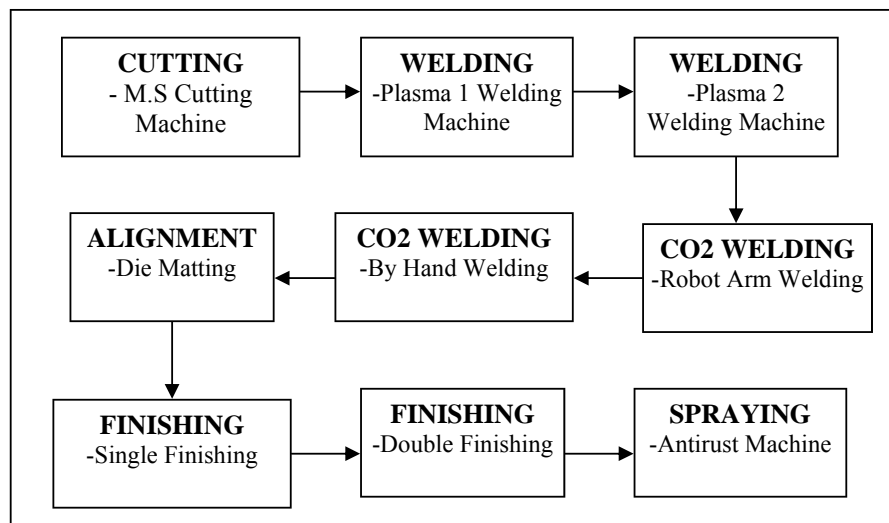 CUTTING
- M.S Cutting
Machine
WELDING
-Plasma 1 Welding
Machine
WELDING
-Plasma 2
Welding Machine
CO2 WELDING
-Robot Arm Welding
CO2 WELDING
-By Hand Welding
ALIGNMENT
-Die Matting
FINISHING
-Single Finishing
FINISHING
-Double Finishing
SPRAYING
-Antirust Machine